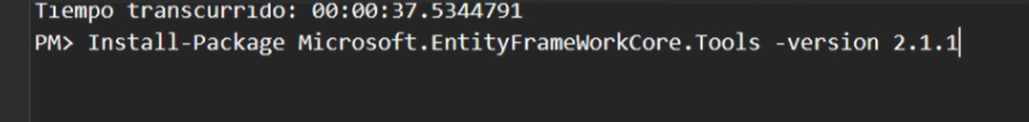 Tiempo transcurrido: 00:00:37.5344791
PM> Install-Package Microsoft.EntityFrameWorkCore.Tools -version 2.1.1